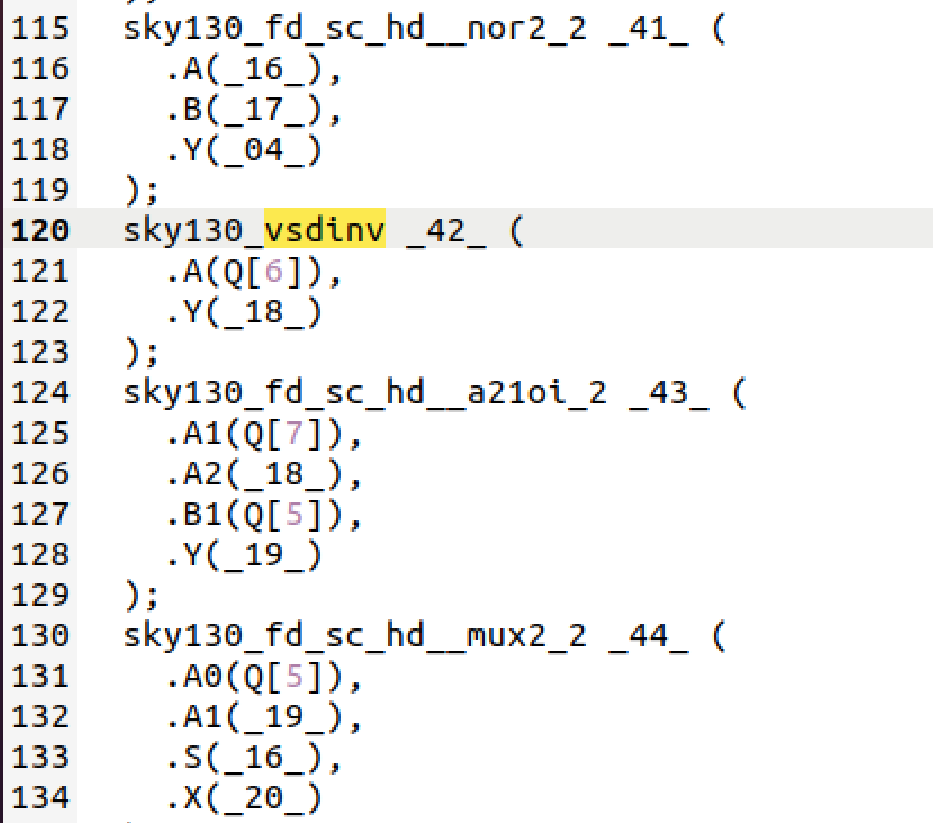 115 sky130_fd_sc_hd__nor2_2 _41_ (
116 .A(_16_),
117 .B(_17_),
118 .Y(_04_)
119 );
120 sky130_vsdinv _42_ (
121 .A(Q[6]),
122 .Y(_18_)
123 );
124 sky130_fd_sc_hd__a21oi_2 _43_ (
125 .A1(Q[7]),
126 .A2(_18_),
127 .B1(Q[5]),
128 .Y(_19_)
129 );
130 sky130_fd_sc_hd__mux2_2 _44_ (
131 .A0(Q[5]),
132 .A1(_19_),
133 .S(_16_),
134 .X(_20_)